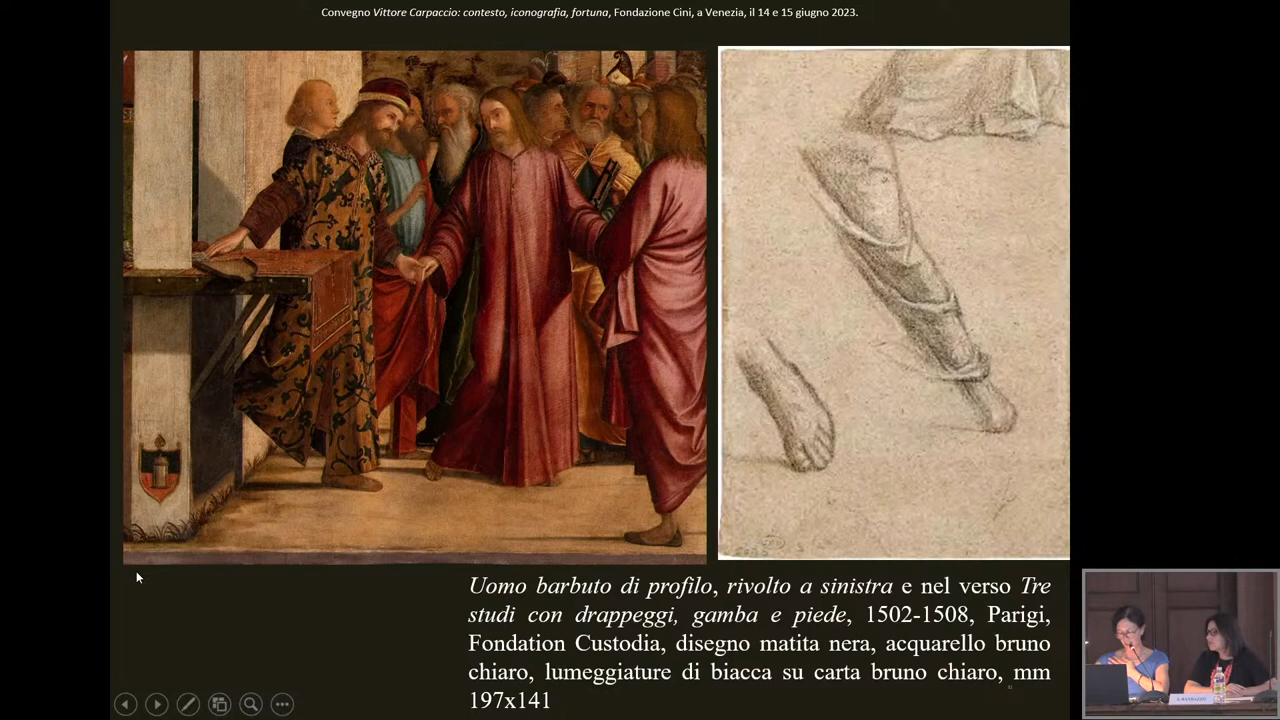 Convegno Vittore Carpaccio: contesto, iconografia, fortuna, Fondazione Cini, a Venezia, il 14 e 15 giugno 2023.
Uomo barbuto di profilo, rivolto a sinistra e nel verso Tre
studi con drappeggi, gamba e piede, 1502-1508, Parigi,
Fondation Custodia, disegno matita nera, acquarello bruno
chiaro, lumeggiature di biacca su carta bruno chiaro, mm
197x141